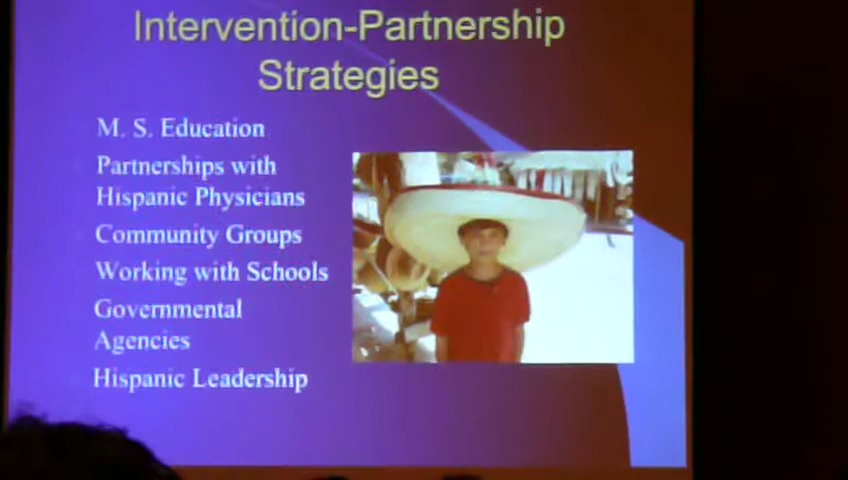 Intervention-Partnership
Strategies
M. S. Education
Partnerships with
Hispanic Physicians
Community Groups
Working with Schools
Governmental
Agencies
Hispanic Leadership